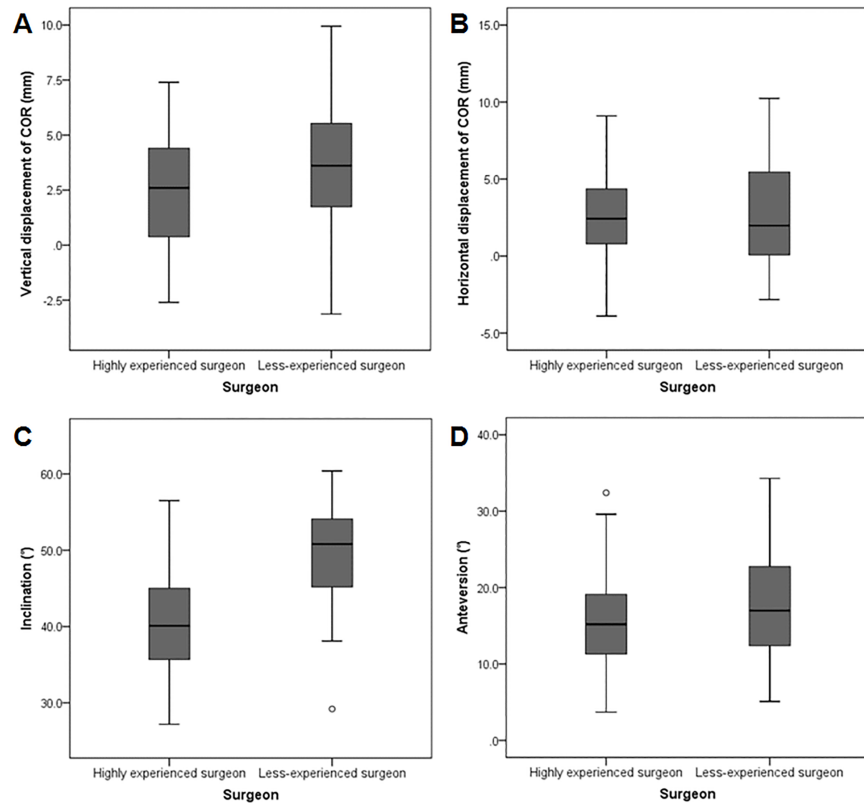 A
Vertical displacement of COR (mm)
10.0
7.5
5.0
2.5
.0
-2.5
Highly experienced surgeon Less-experienced surgeon
Surgeon
B
Horizontal displacement of COR (mm)
15.0
10.0
5.0
.0
-5.0
Highly experienced surgeon Less-experienced surgeon
Surgeon
C
Inclination (°)
60.0
50.0
40.0
30.0
Highly experienced surgeon Less-experienced surgeon
Surgeon
D
Anteversion (°)
40.0
30.0
20.0
10.0
.0
Highly experienced surgeon Less-experienced surgeon
Surgeon